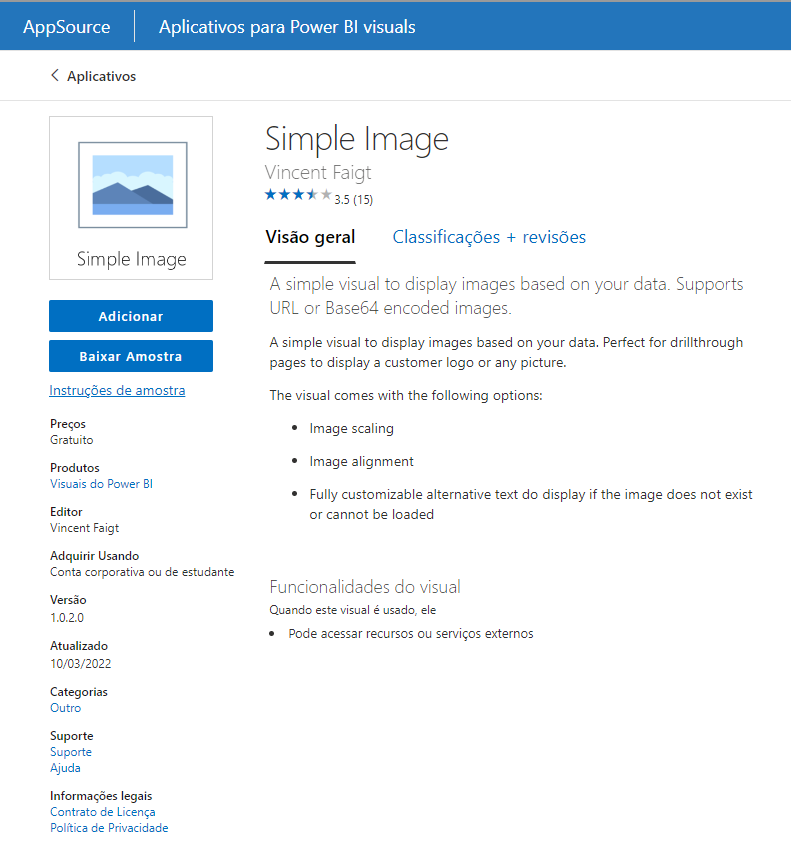 AppSource
Aplicativos para Power BI visuals
Aplicativos
Simple Image
Adicionar
Baixar Amostra
Instruções de amostra
Preços
Gratuito
Produtos
Visuais do Power BI
Editor
Vincent Faigt
Adquirir Usando
Conta corporativa ou de estudante
Versão
1.0.2.0
Atualizado
10/03/2022
Categorias
Outro
Suporte
Suporte
Ajuda
Informações legais
Contrato de Licença
Política de Privacidade
Simple Image
Vincent Faigt
3.5 (15)
Visão geral
Classificações + revisões
A simple visual to display images based on your data. Supports
URL or Base64 encoded images.
A simple visual to display images based on your data. Perfect for drillthrough
pages to display a customer logo or any picture.
The visual comes with the following options:
• Image scaling
• Image alignment
• Fully customizable alternative text do display if the image does not exist
or cannot be loaded
Funcionalidades do visual
Quando este visual é usado, ele
• Pode acessar recursos ou serviços externos